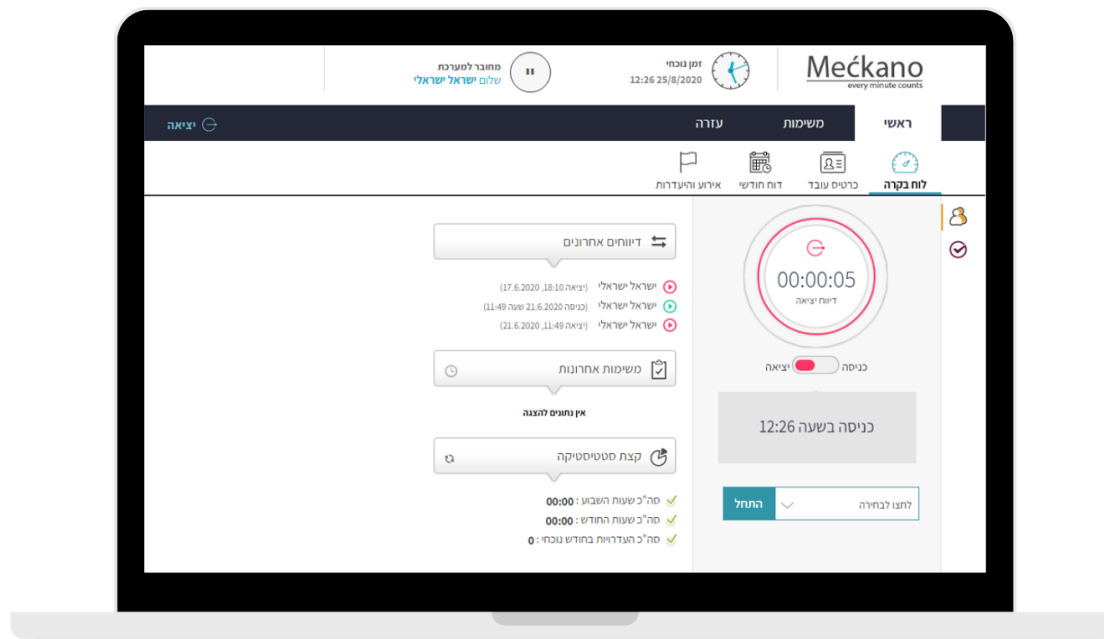 Mećkano
every minute counts
זמן נוכחי
12:26 25/8/2020
מחובר למערכת
שלום ישראל ישראלי
ראשי
משימות
עזרה
יציאה
לוח בקרה
כרטיס עובד
דוח חודשי
אירוע והיעדרות
00:00:05
דיווח יציאה
כניסה
יציאה
כניסה בשעה 12:26
לחצו לבחירה
התחל
דיווחים אחרונים
ישראל ישראלי (יציאה 18:10, 17.6.2020)
ישראל ישראלי (כניסה 21.6.2020 שעה 11:49)
ישראל ישראלי (יציאה 11:49, 21.6.2020)
משימות אחרונות
אין נתונים להצגה
קצת סטטיסטיקה
סה"כ שעות השבוע : 00:00
סה"כ שעות החודש : 00:00
סה"כ העדרויות בחודש נוכחי : 0